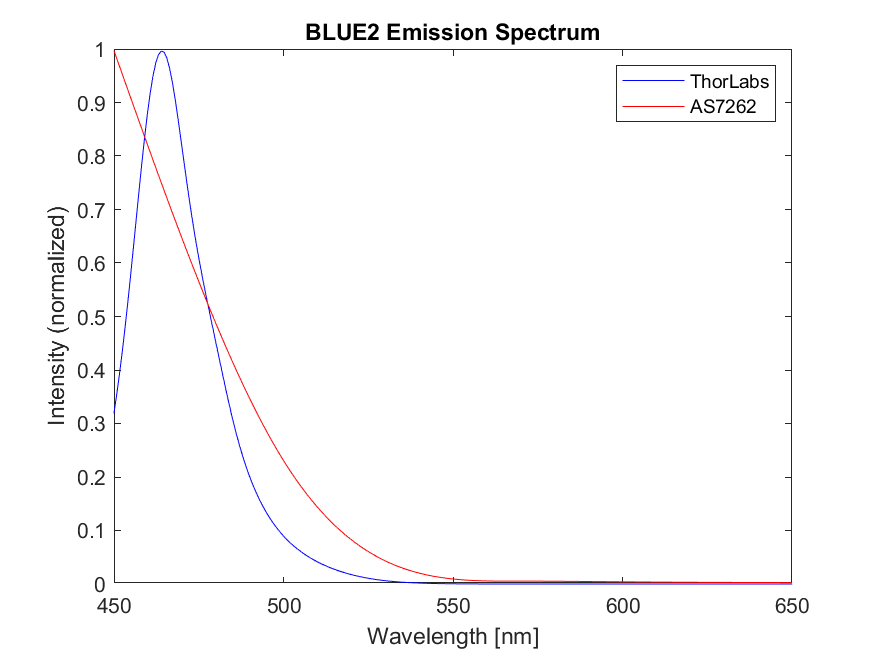 BLUE2 Emission Spectrum
1
0.9
0.8
0.7
0.6
0.5
0.4
0.3
0.2
0.1
0
Intensity (normalized)
ThorLabs
AS7262
450 500 550 600 650
Wavelength [nm]